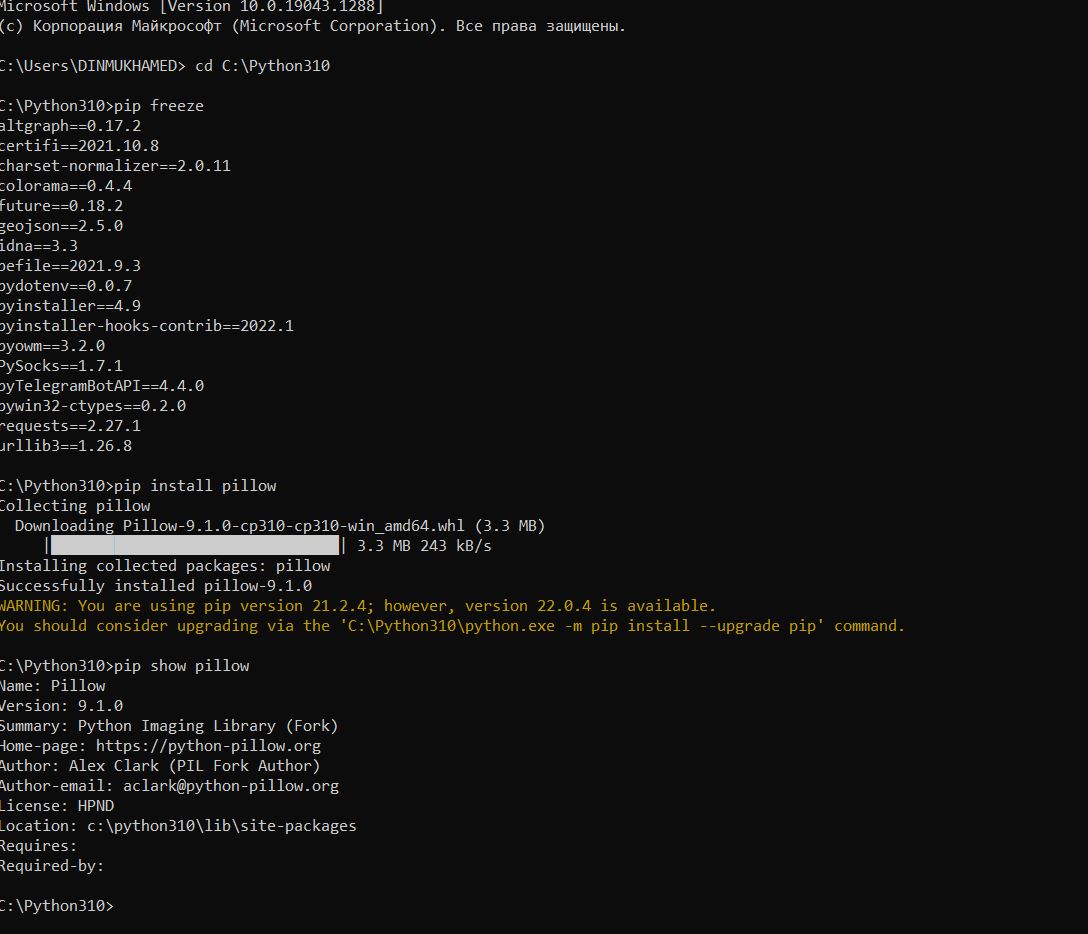 Microsoft Windows [Version 10.0.19043.1288]
(c) Корпорация Майкрософт (Microsoft Corporation). Все права защищены.
C:\Users\DINMUKHAMED> cd C:\Python310
C:\Python310>pip freeze
altgraph==0.17.2
certifi==2021.10.8
charset-normalizer==2.0.11
colorama==0.4.4
future==0.18.2
geojson==2.5.0
idna==3.3
pefile==2021.9.3
pydotenv==0.0.7
pyinstaller==4.9
pyinstaller-hooks-contrib==2022.1
pyowm==3.2.0
PySocks==1.7.1
pyTelegramBotAPI==4.4.0
pywin32-ctypes==0.2.0
requests==2.27.1
urllib3==1.26.8
C:\Python310>pip install pillow
Collecting pillow
Downloading Pillow-9.1.0-cp310-cp310-win_amd64.whl (3.3 MB)
|████████████████████████████████| 3.3 MB 243 kB/s
Installing collected packages: pillow
Successfully installed pillow-9.1.0
WARNING: You are using pip version 21.2.4; however, version 22.0.4 is available.
You should consider upgrading via the 'C:\Python310\python.exe -m pip install --upgrade pip' command.
C:\Python310>pip show pillow
Name: Pillow
Version: 9.1.0
Summary: Python Imaging Library (Fork)
Home-page: https://python-pillow.org
Author: Alex Clark (PIL Fork Author)
Author-email: aclark@python-pillow.org
License: HPND
Location: c:\python310\lib\site-packages
Requires:
Required-by:
C:\Python310>